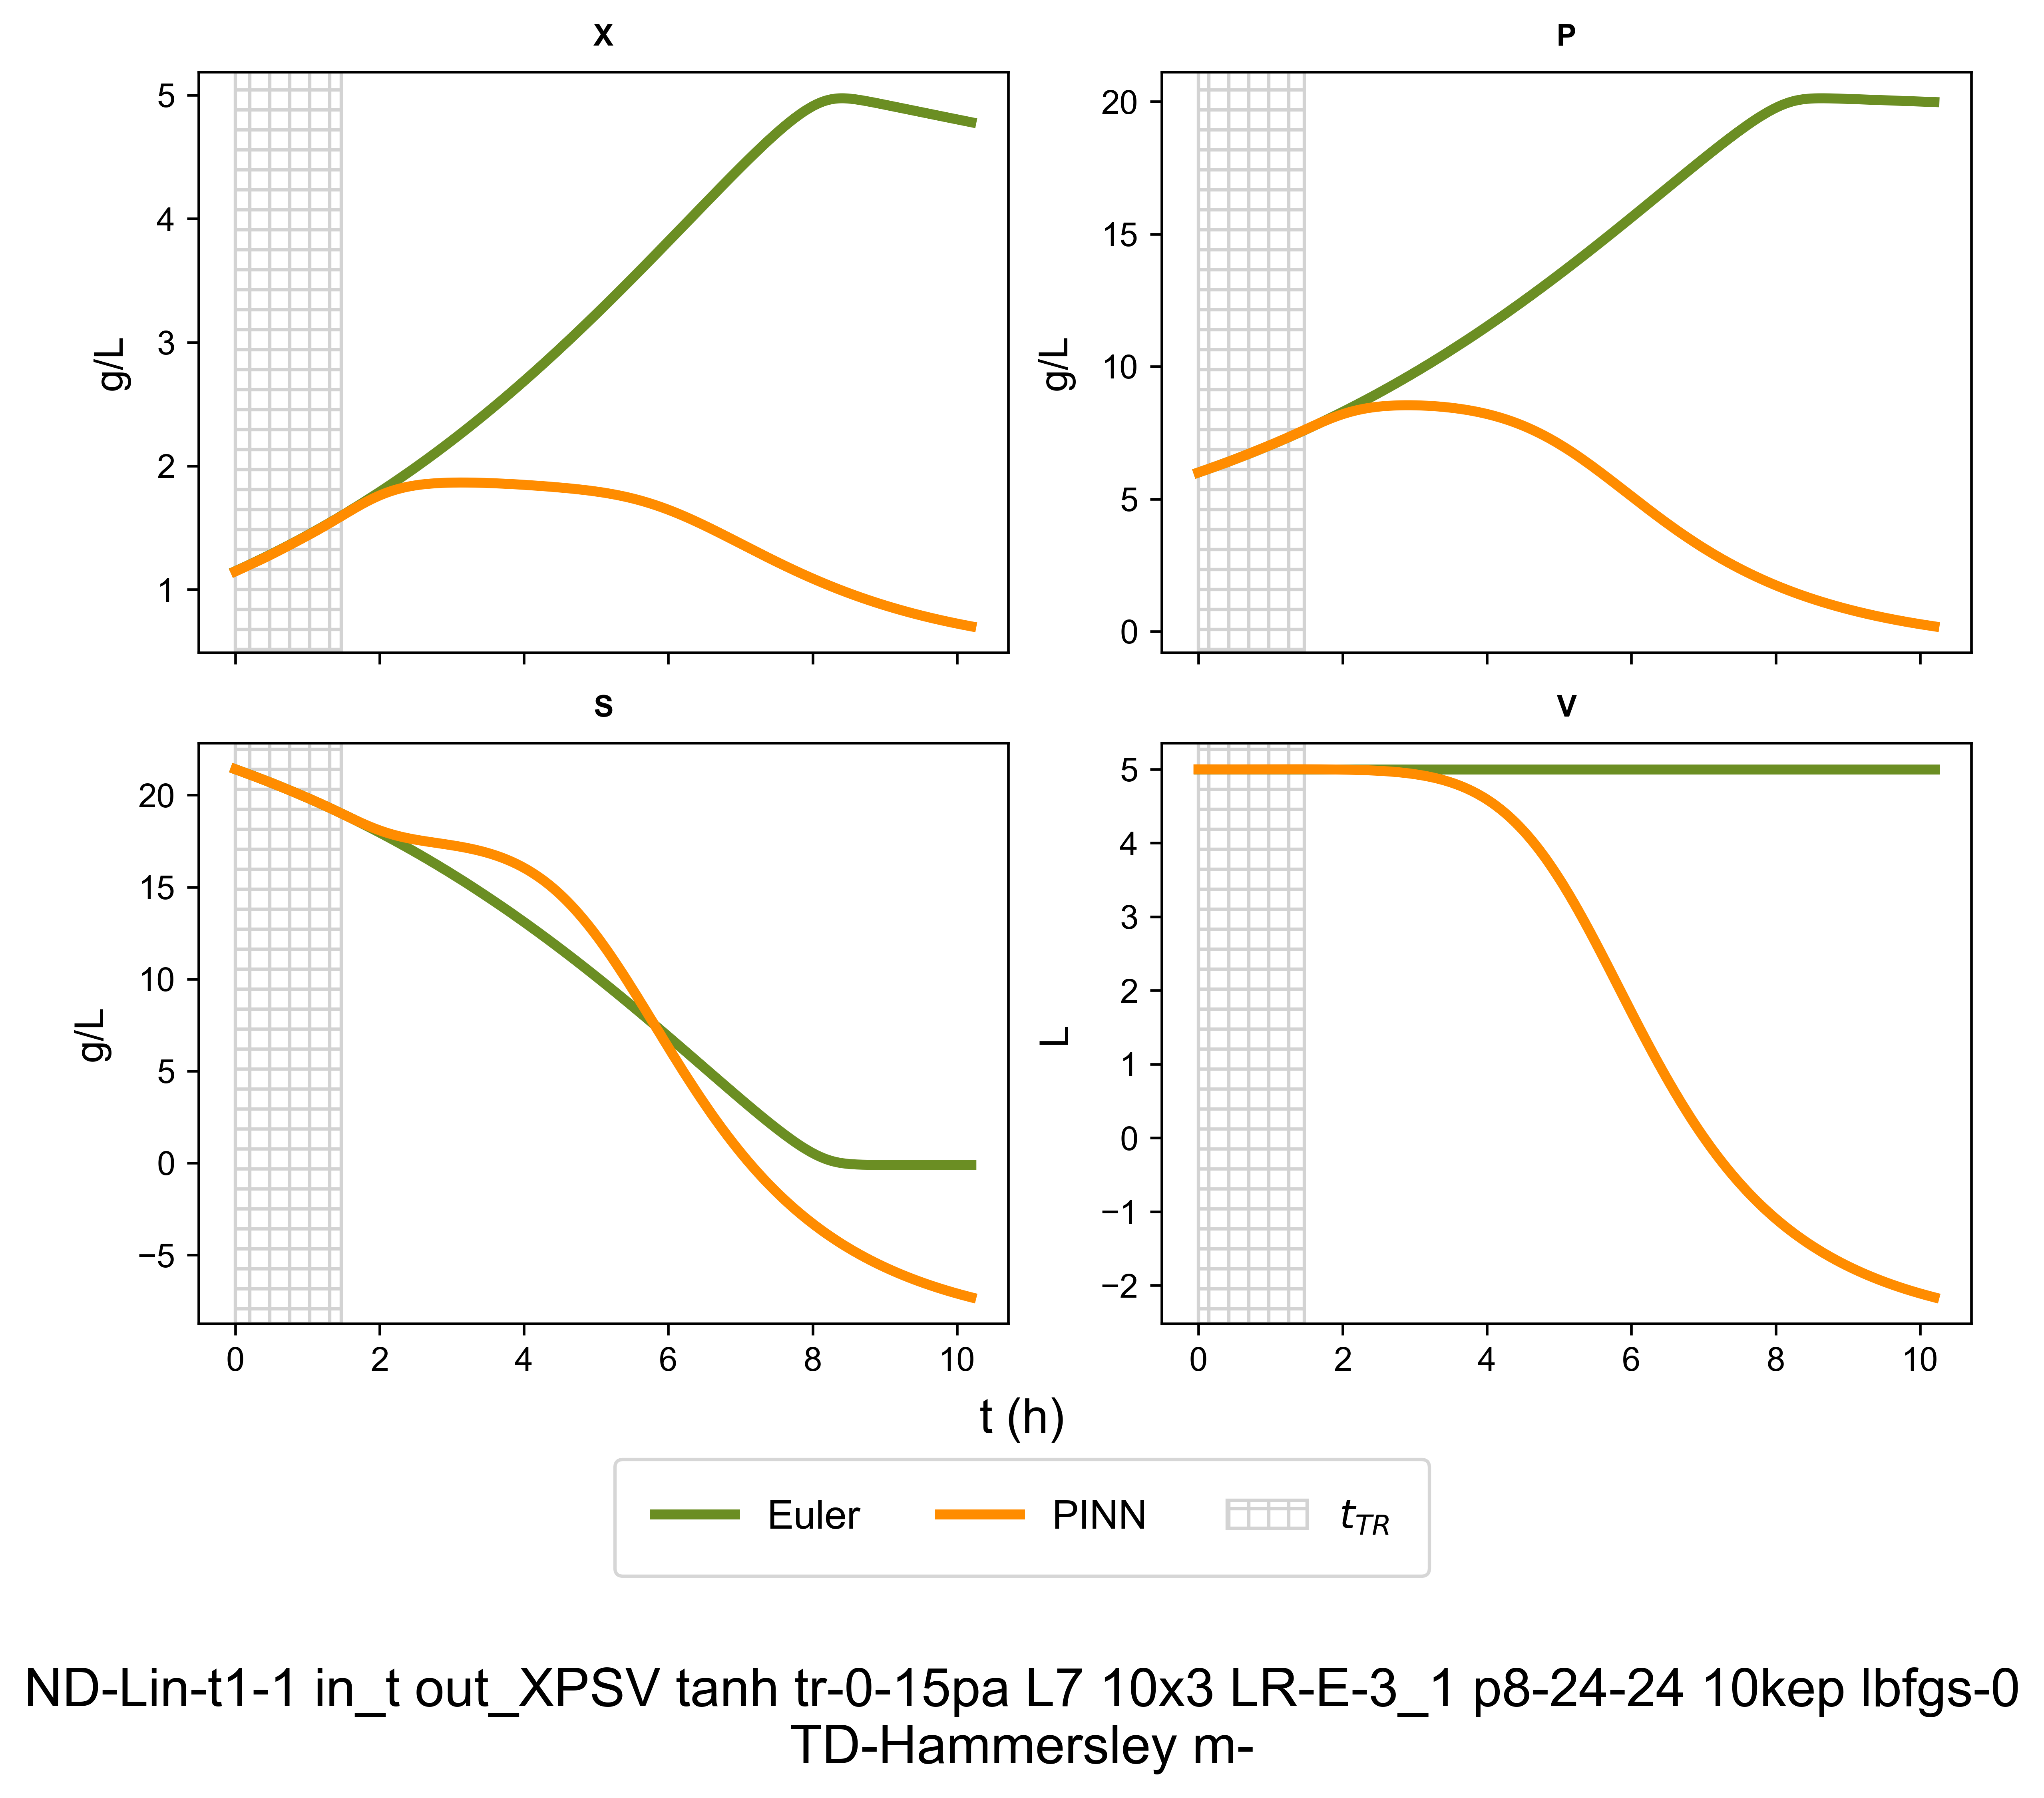 X
P
5
4
3
2
1
g/L
20
15
10
5
0
g/L
S
V
20
15
10
5
0
−5
g/L
5
4
3
2
1
0
−1
−2
L
0 2 4 6 8 10
0 2 4 6 8 10
t (h)
Euler PINN t_TR
ND-Lin-t1-1 in_t out_XPSV tanh tr-0-15pa L7 10x3 LR-E-3_1 p8-24-24 10kep lbfgs-0
TD-Hammersley m-